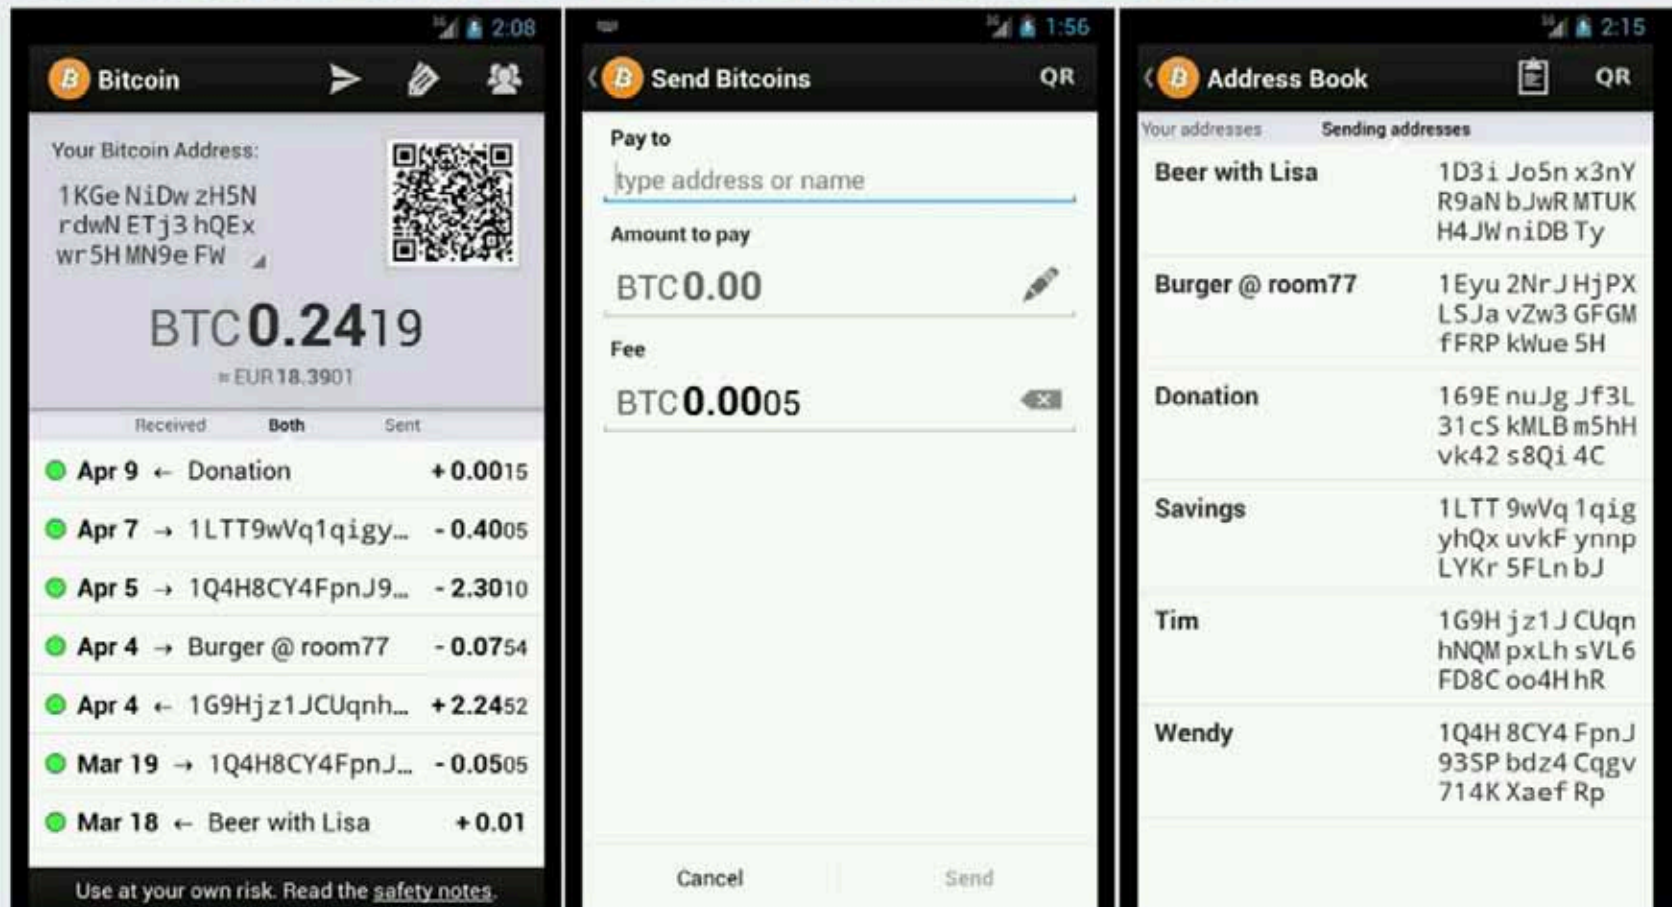 2:08
Bitcoin
Your Bitcoin Address:
1KGe NiDw zH5N
rdwN ETj3 hQEx
wr5H MN9e FW
BTC 0.2419
≈ EUR 18.3901
Received Both Sent
Apr 9 ← Donation +0.0015
Apr 7 → 1LTT9wVq1qigy… -0.4005
Apr 5 → 1Q4H8CY4FpnJ9… -2.3010
Apr 4 → Burger @ room77 -0.0754
Apr 4 ← 1G9Hjz1JCUqnh… +2.2452
Mar 19 → 1Q4H8CY4FpnJ… -0.0505
Mar 18 ← Beer with Lisa +0.01
Use at your own risk. Read the safety notes.
1:56
Send Bitcoins QR
Pay to
type address or name
Amount to pay
BTC 0.00
Fee
BTC 0.0005
Cancel Send
2:15
Address Book QR
Your addresses Sending addresses
Beer with Lisa 1D3i Jo5n x3nY
R9aN bJwR MTUK
H4JW niDB Ty
Burger @ room77 1Eyu 2NrJ HjPX
LSJa vZw3 GFGM
fFRP kWue 5H
Donation 169E nuJg Jf3L
31cS kMLB m5hH
vk42 s8Qi 4C
Savings 1LTT 9wVq 1qig
yhQx uvkF ynnp
LYKr 5FLn bJ
Tim 1G9H jz1J CUqn
hNQM pxLh sVL6
FD8C oo4H hR
Wendy 1Q4H 8CY4 FpnJ
93SP bdz4 Cqgv
714K Xaef Rp